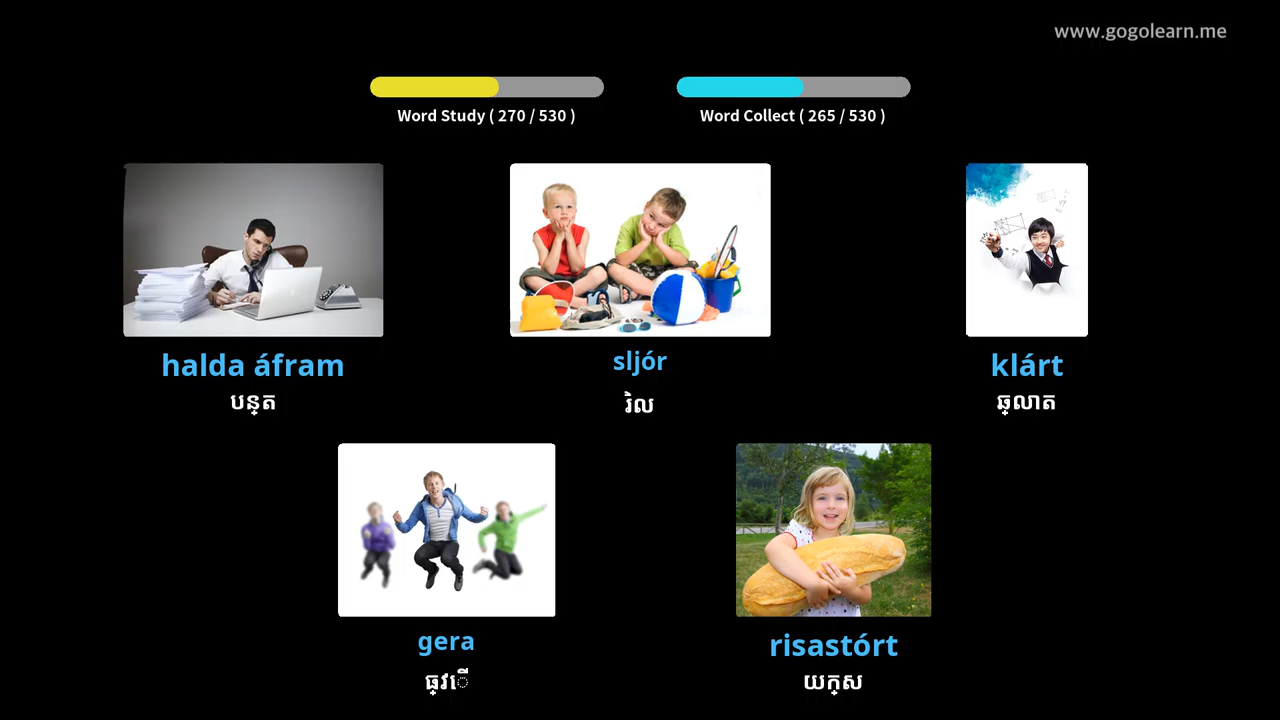 www.gogolearn.me
Word Study ( 270 / 530 )
Word Collect ( 265 / 530 )
halda áfram
បន្ត
sljór
រិល
klárt
ឆ្លាត
gera
ធ្វើ
risastórt
យក្ស